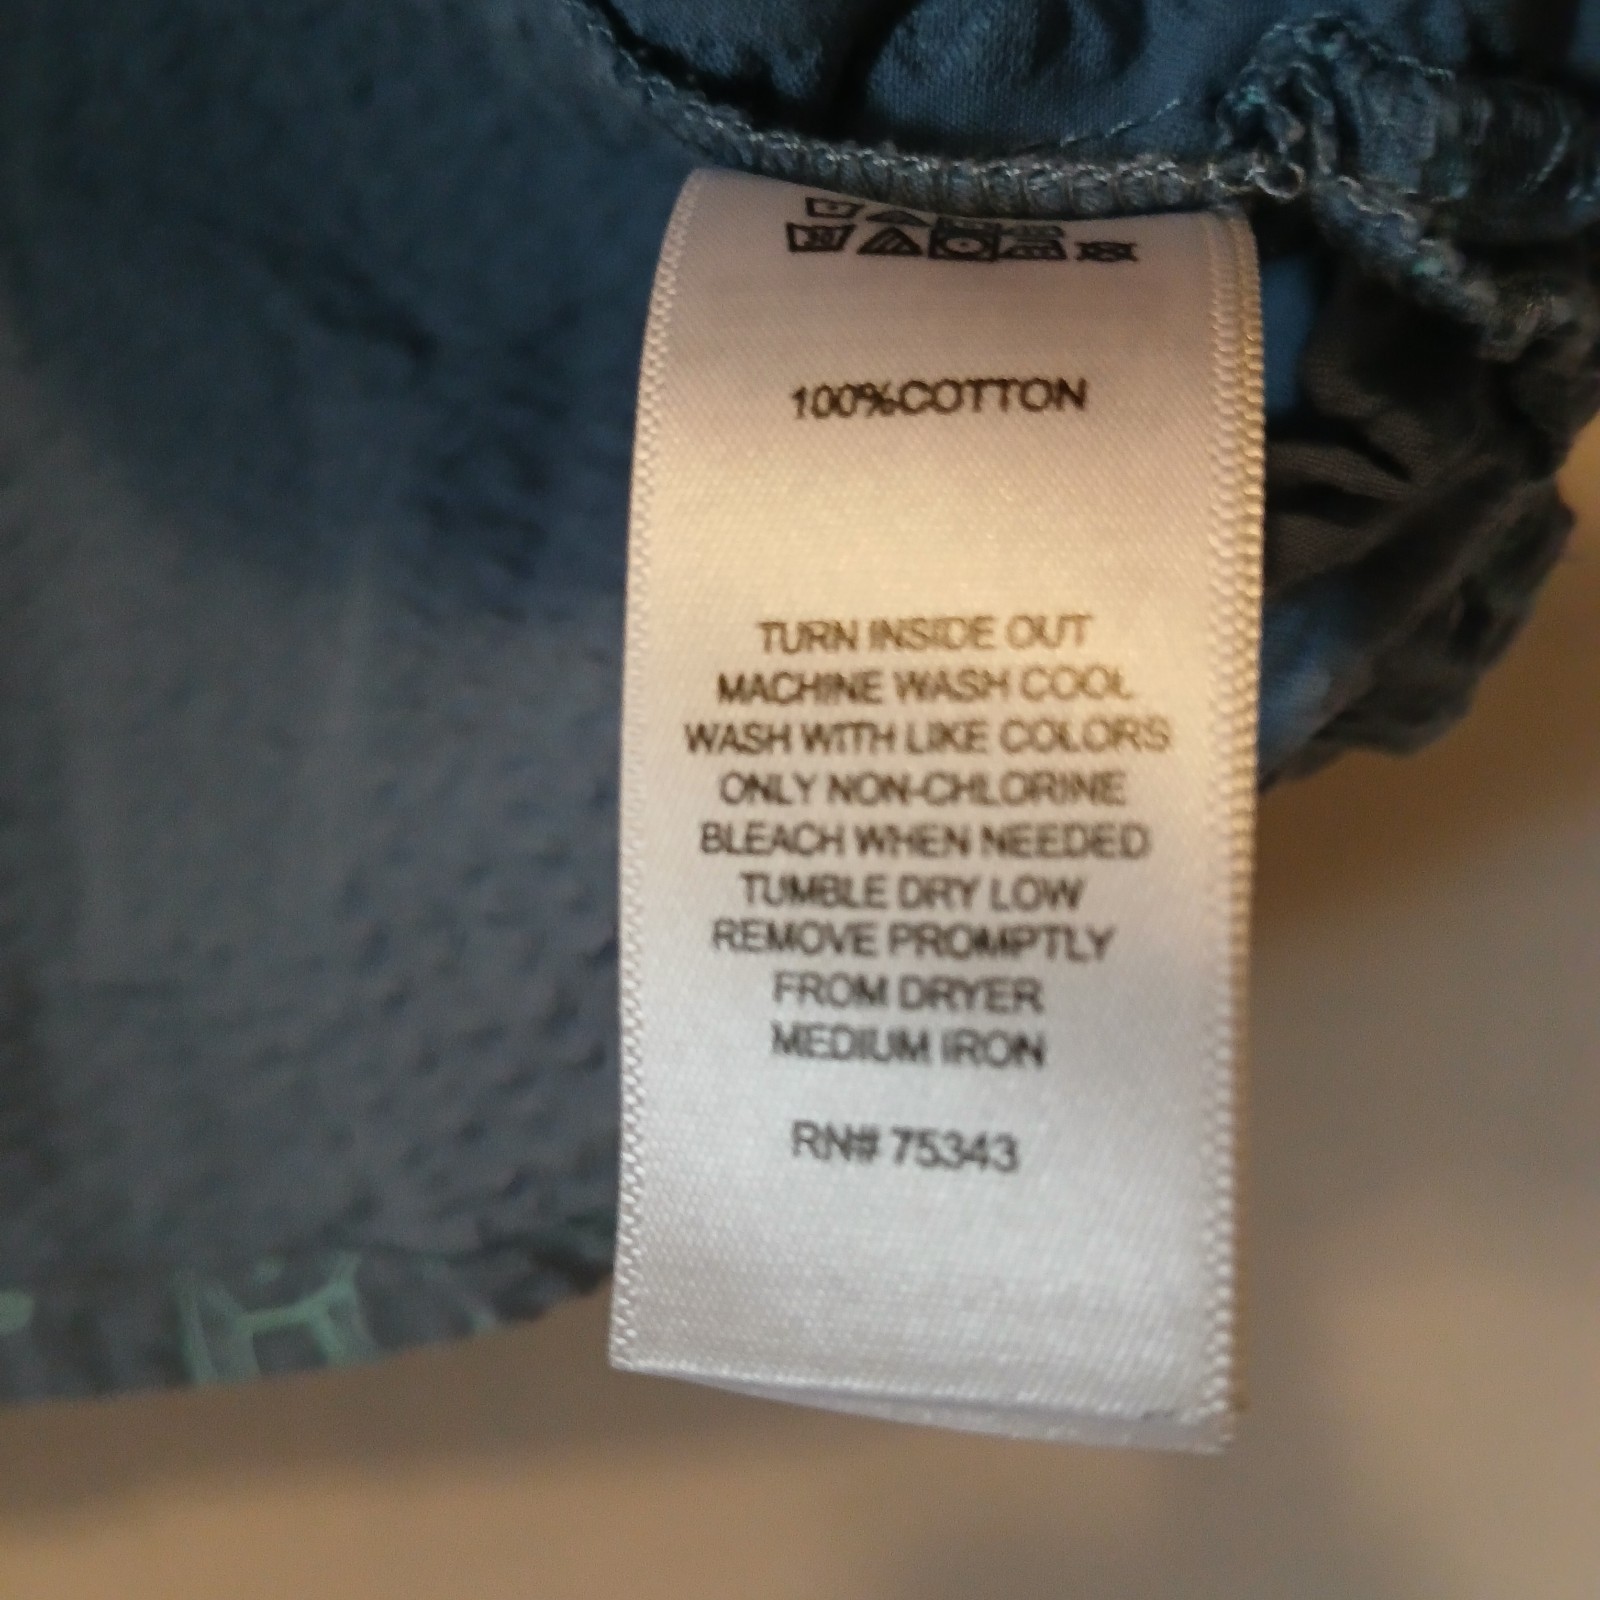 100%COTTON
TURN INSIDE OUT
MACHINE WASH COOL
WASH WITH LIKE COLORS
ONLY NON-CHLORINE
BLEACH WHEN NEEDED
TUMBLE DRY LOW
REMOVE PROMPTLY
FROM DRYER
MEDIUM IRON
RN# 75343